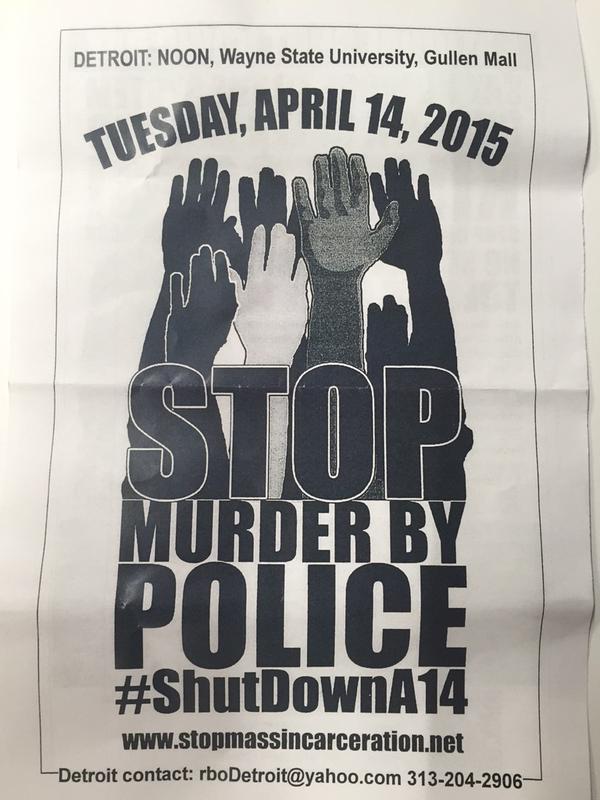 DETROIT: NOON, Wayne State University, Gullen Mall
TUESDAY, APRIL 14, 2015
STOP
MURDER BY
POLICE
#ShutDownA14
www.stopmassincarceration.net
Detroit contact: rboDetroit@yahoo.com 313-204-2906